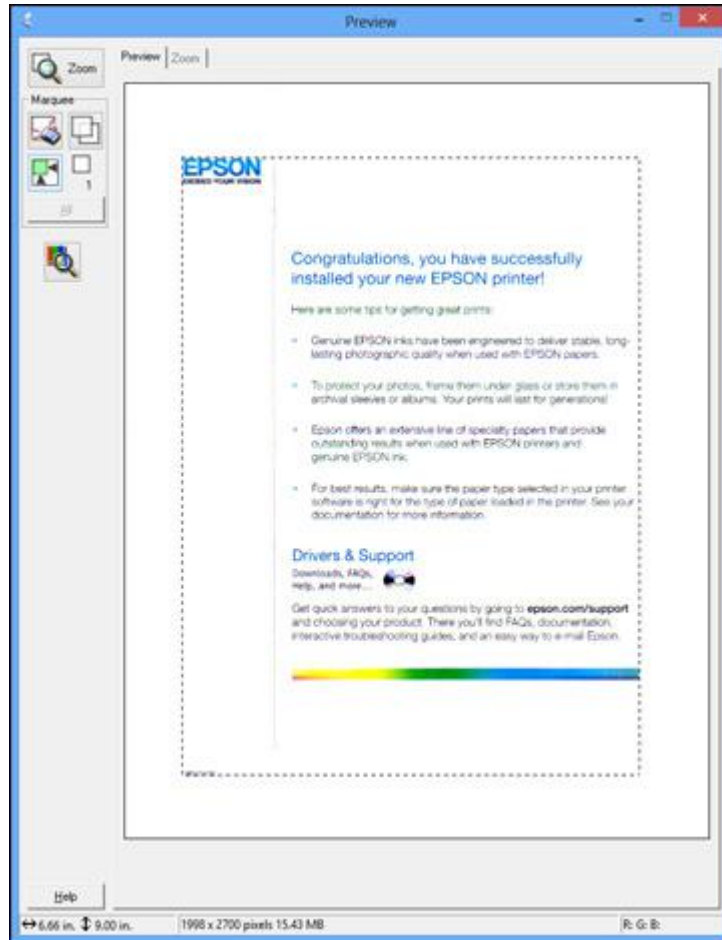 Preview
Zoom
Preview Zoom
Marquee
1
All
EPSON
EXCEED YOUR VISION
Congratulations, you have successfully
installed your new EPSON printer!
Here are some tips for getting great prints:
Genuine EPSON inks have been engineered to deliver stable, long-
lasting photographic quality when used with EPSON papers.
To protect your photos, frame them under glass or store them in
archival sleeves or albums. Your prints will last for generations!
Epson offers an extensive line of specialty papers that provide
outstanding results when used with EPSON printers and
genuine EPSON ink.
For best results, make sure the paper type selected in your printer
software is right for the type of paper loaded in the printer. See your
documentation for more information.
Drivers & Support
Downloads, FAQs,
Help, and more...
Get quick answers to your questions by going to epson.com/support
and choosing your product. There you'll find FAQs, documentation,
interactive troubleshooting guides, and an easy way to e-mail Epson.
Help
6.66 in. 9.00 in. 1998 x 2700 pixels 15.43 MB R: G: B: